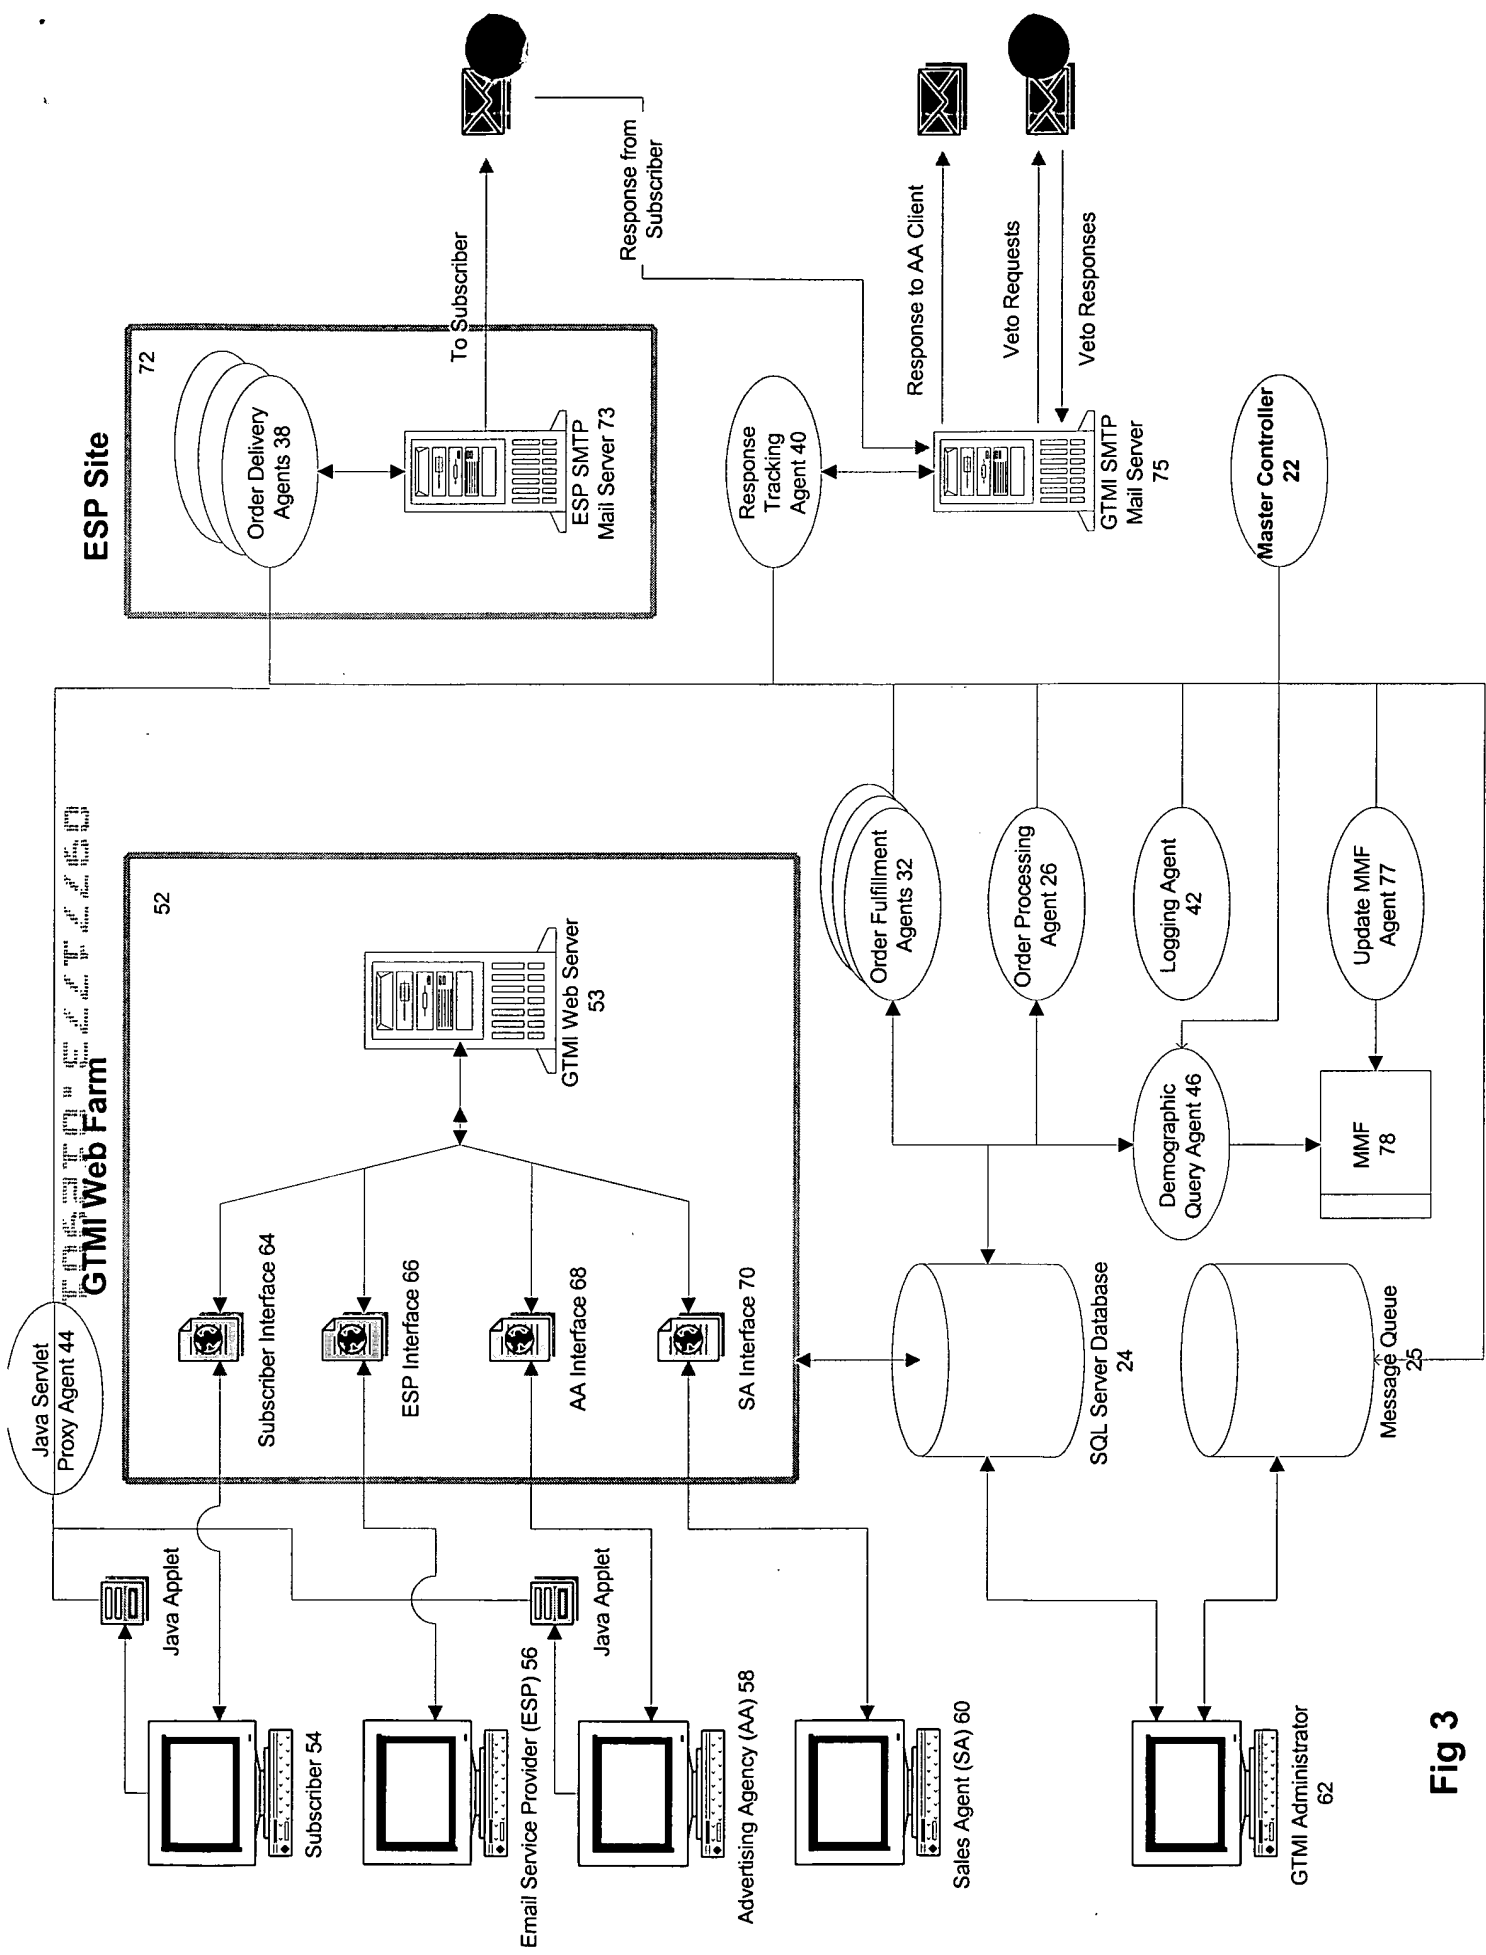 ESP Site
72
Order Delivery
Agents 38
ESP SMTP
Mail Server 73
To Subscriber
Response from
Subscriber
Response
Tracking
Agent 40
GTMI SMTP
Mail Server
75
Response to AA Client
Veto Requests
Veto Responses
Master Controller
22
GTMI Web Farm
52
GTMI Web Server
53
Java Servlet
Proxy Agent 44
Subscriber Interface 64
ESP Interface 66
AA Interface 68
SA Interface 70
Order Fulfillment
Agents 32
Order Processing
Agent 26
Logging Agent
42
Update MMF
Agent 77
Demographic
Query Agent 46
MMF
78
SQL Server Database
24
Message Queue
25
Java Applet
Java Applet
Subscriber 54
Email Service Provider (ESP) 56
Advertising Agency (AA) 58
Sales Agent (SA) 60
GTMI Administrator
62
Fig 3